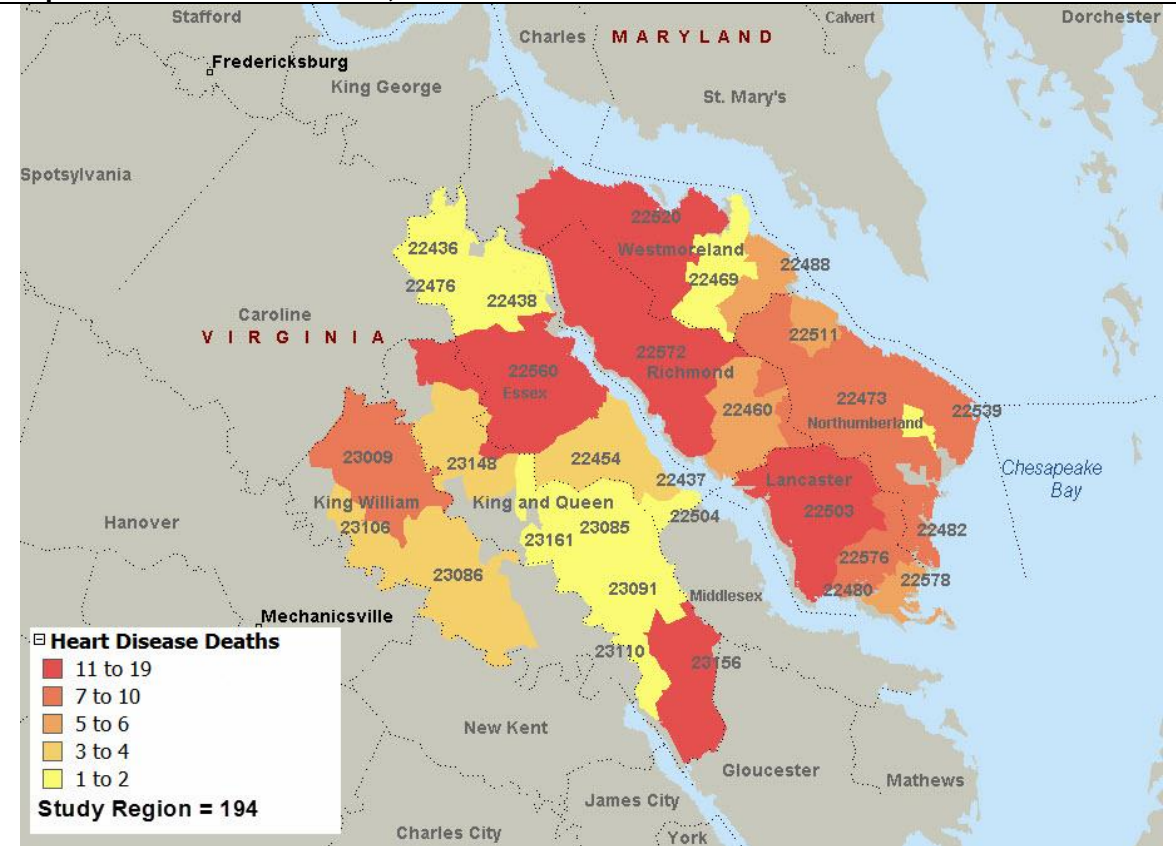 Stafford
Calvert
Dorchester
Charles
MARYLAND
Fredericksburg
King George
St. Mary's
Spotsylvania
22520
22436
Westmoreland
22488
22476
22469
22438
Caroline
VIRGINIA
22511
22572
22560
Richmond
Essex
22473
22460
22539
Northumberland
23009
23148
22454
Chesapeake
Bay
22437
Lancaster
King William
King and Queen
22503
22504
Hanover
23106
23161
23085
22482
22576
23086
22578
23091
22480
Middlesex
Mechanicsville
Heart Disease Deaths
11 to 19
7 to 10
5 to 6
3 to 4
1 to 2
Study Region = 194
23110
23156
New Kent
Gloucester
Mathews
James City
Charles City
York